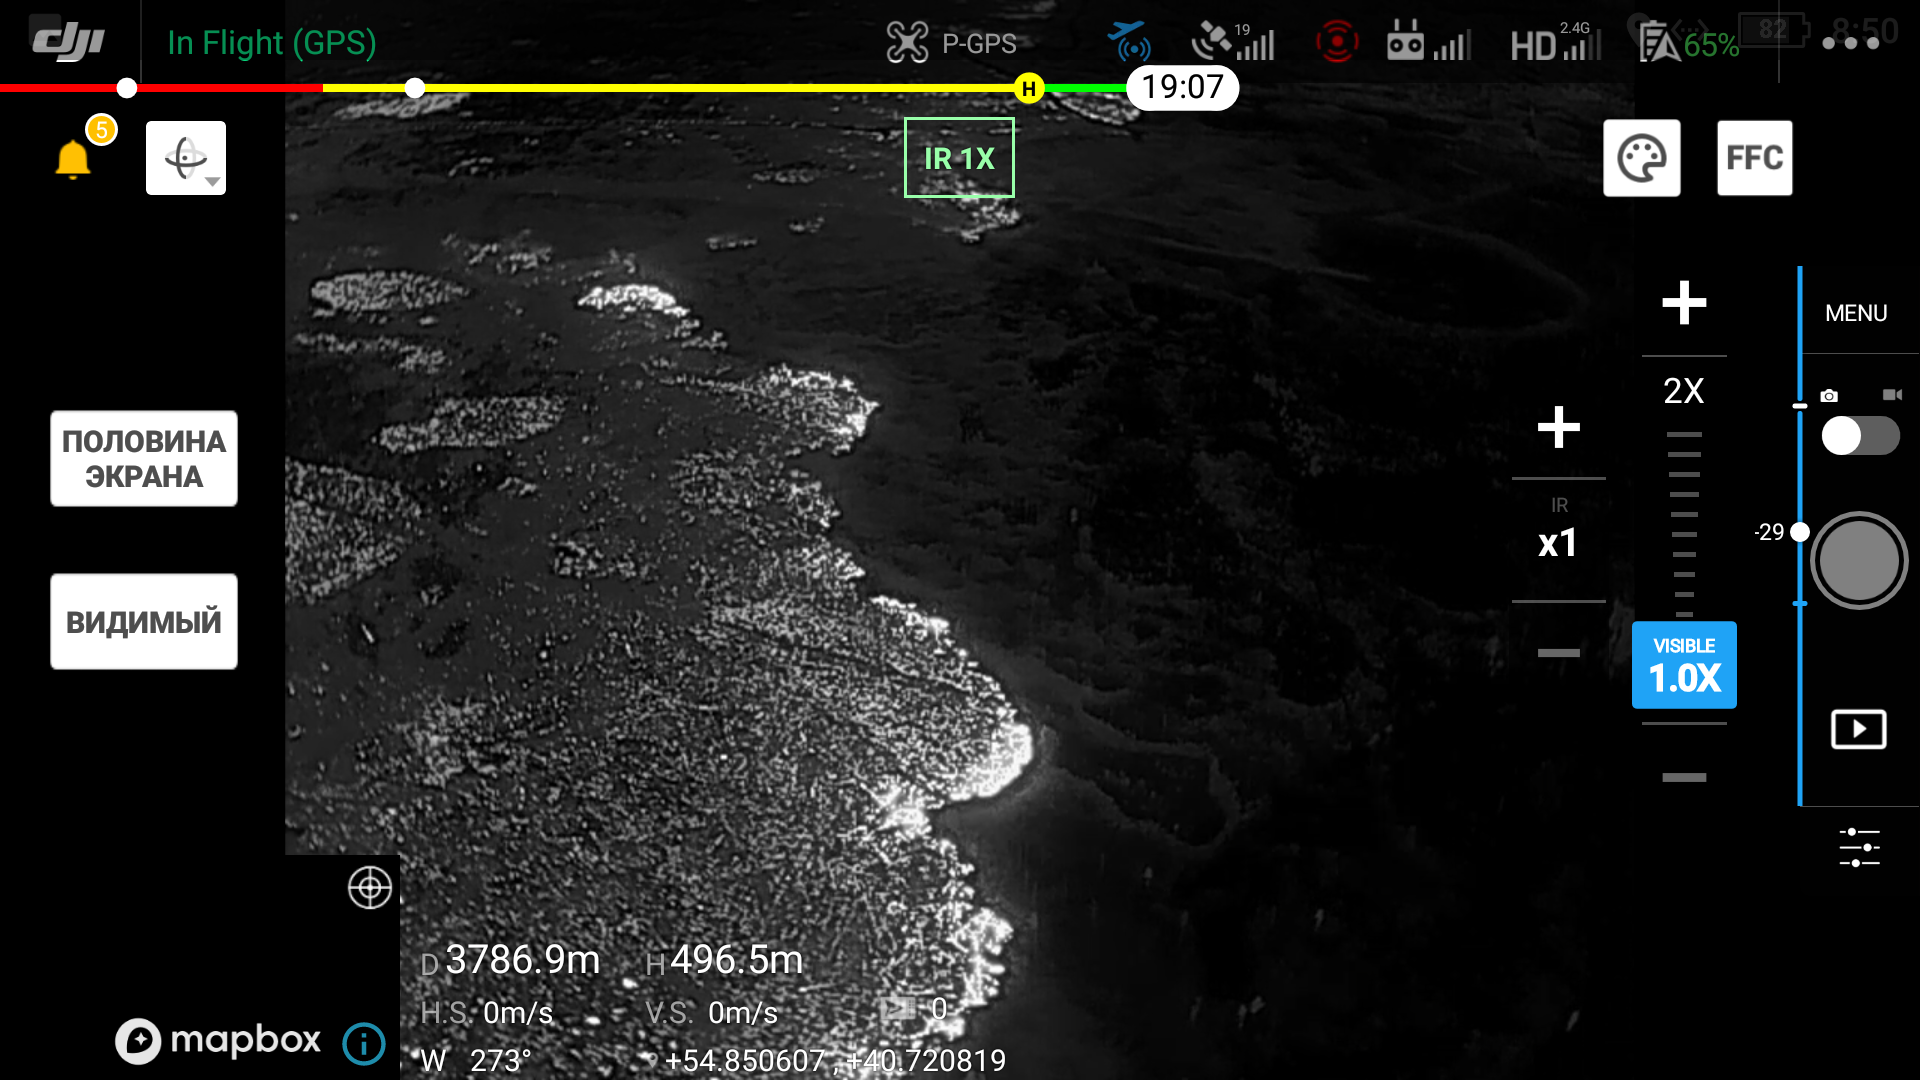 dji
In Flight (GPS)
P-GPS
19
HD 2.4G
65%
82
8:50
H
19:07
5
IR 1X
FFC
MENU
2X
ПОЛОВИНА
ЭКРАНА
IR
x1
-29
ВИДИМЫЙ
VISIBLE
1.0X
D 3786.9m H 496.5m
H.S. 0m/s V.S. 0m/s 0
mapbox
W 273° +54.850607 , +40.720819